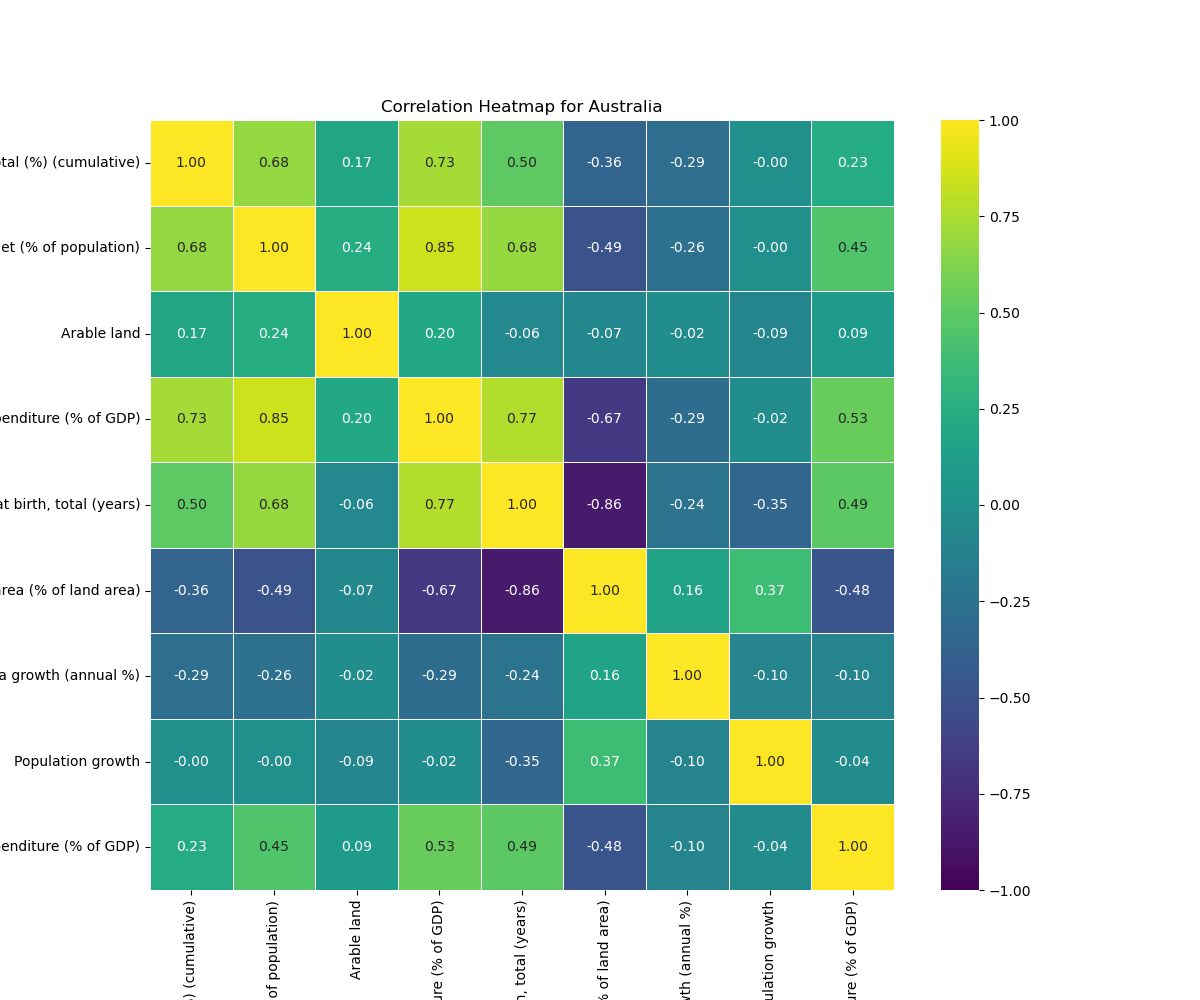 Correlation Heatmap for Australia
otal (%) (cumulative) 1.00 0.68 0.17 0.73 0.50 -0.36 -0.29 -0.00 0.23
et (% of population) 0.68 1.00 0.24 0.85 0.68 -0.49 -0.26 -0.00 0.45
Arable land 0.17 0.24 1.00 0.20 -0.06 -0.07 -0.02 -0.09 0.09
enditure (% of GDP) 0.73 0.85 0.20 1.00 0.77 -0.67 -0.29 -0.02 0.53
at birth, total (years) 0.50 0.68 -0.06 0.77 1.00 -0.86 -0.24 -0.35 0.49
area (% of land area) -0.36 -0.49 -0.07 -0.67 -0.86 1.00 0.16 0.37 -0.48
a growth (annual %) -0.29 -0.26 -0.02 -0.29 -0.24 0.16 1.00 -0.10 -0.10
Population growth -0.00 -0.00 -0.09 -0.02 -0.35 0.37 -0.10 1.00 -0.04
enditure (% of GDP) 0.23 0.45 0.09 0.53 0.49 -0.48 -0.10 -0.04 1.00
) (cumulative)
of population)
Arable land
ure (% of GDP)
h, total (years)
% of land area)
wth (annual %)
ulation growth
ure (% of GDP)
1.00
0.75
0.50
0.25
0.00
−0.25
−0.50
−0.75
−1.00